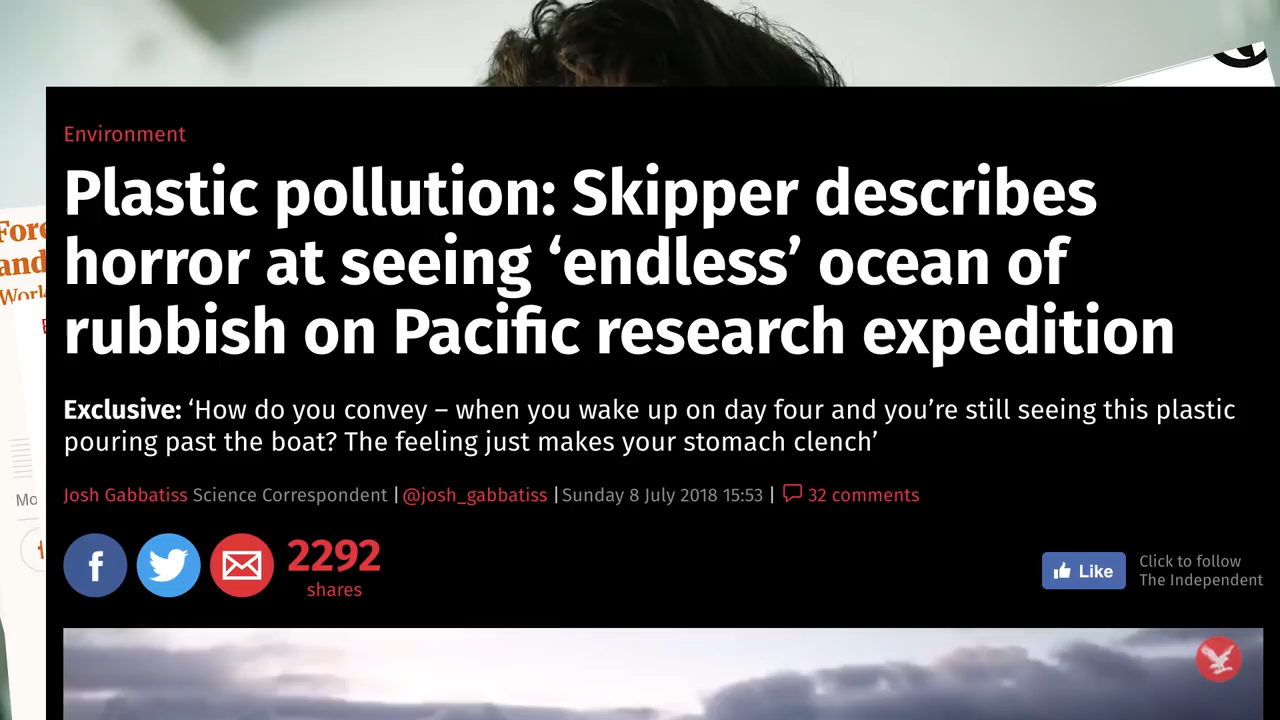 Environment
Plastic pollution: Skipper describes
horror at seeing ‘endless’ ocean of
rubbish on Pacific research expedition
Exclusive: ‘How do you convey – when you wake up on day four and you’re still seeing this plastic
pouring past the boat? The feeling just makes your stomach clench’
Josh Gabbatiss Science Correspondent | @josh_gabbatiss | Sunday 8 July 2018 15:53 | 32 comments
2292
shares
Like
Click to follow
The Independent
and